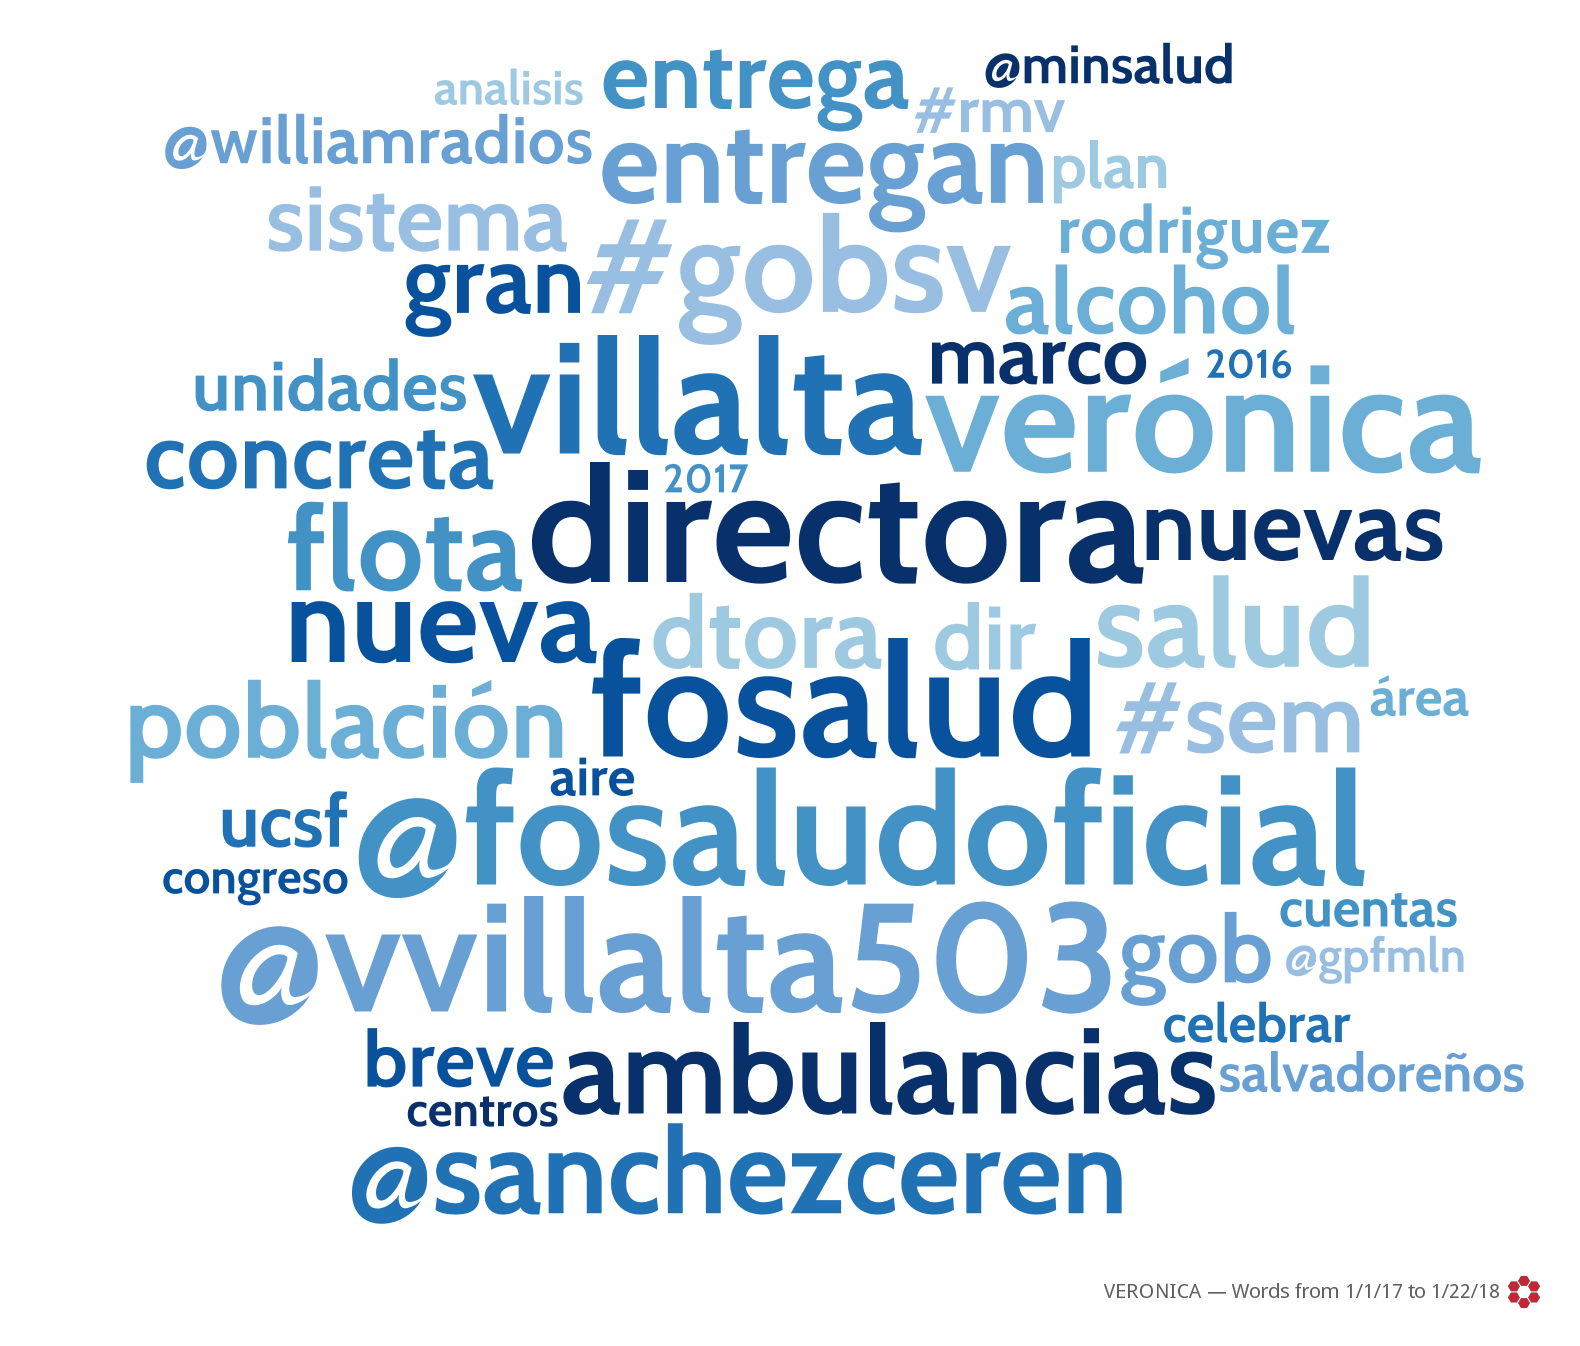 entrega
@minsalud
analisis
#rmv
@williamradios
entregan
plan
sistema
rodriguez
gran
#gobsv
alcohol
marco
2016
unidades
villalta
verónica
concreta
2017
directora
nuevas
flota
nueva
dtora
dir
salud
población
fosalud
#sem
área
aire
ucsf
@fosaludoficial
congreso
cuentas
@vvillalta503
gob
@gpfmln
celebrar
breve
ambulancias
salvadoreños
centros
@sanchezceren
VERONICA — Words from 1/1/17 to 1/22/18